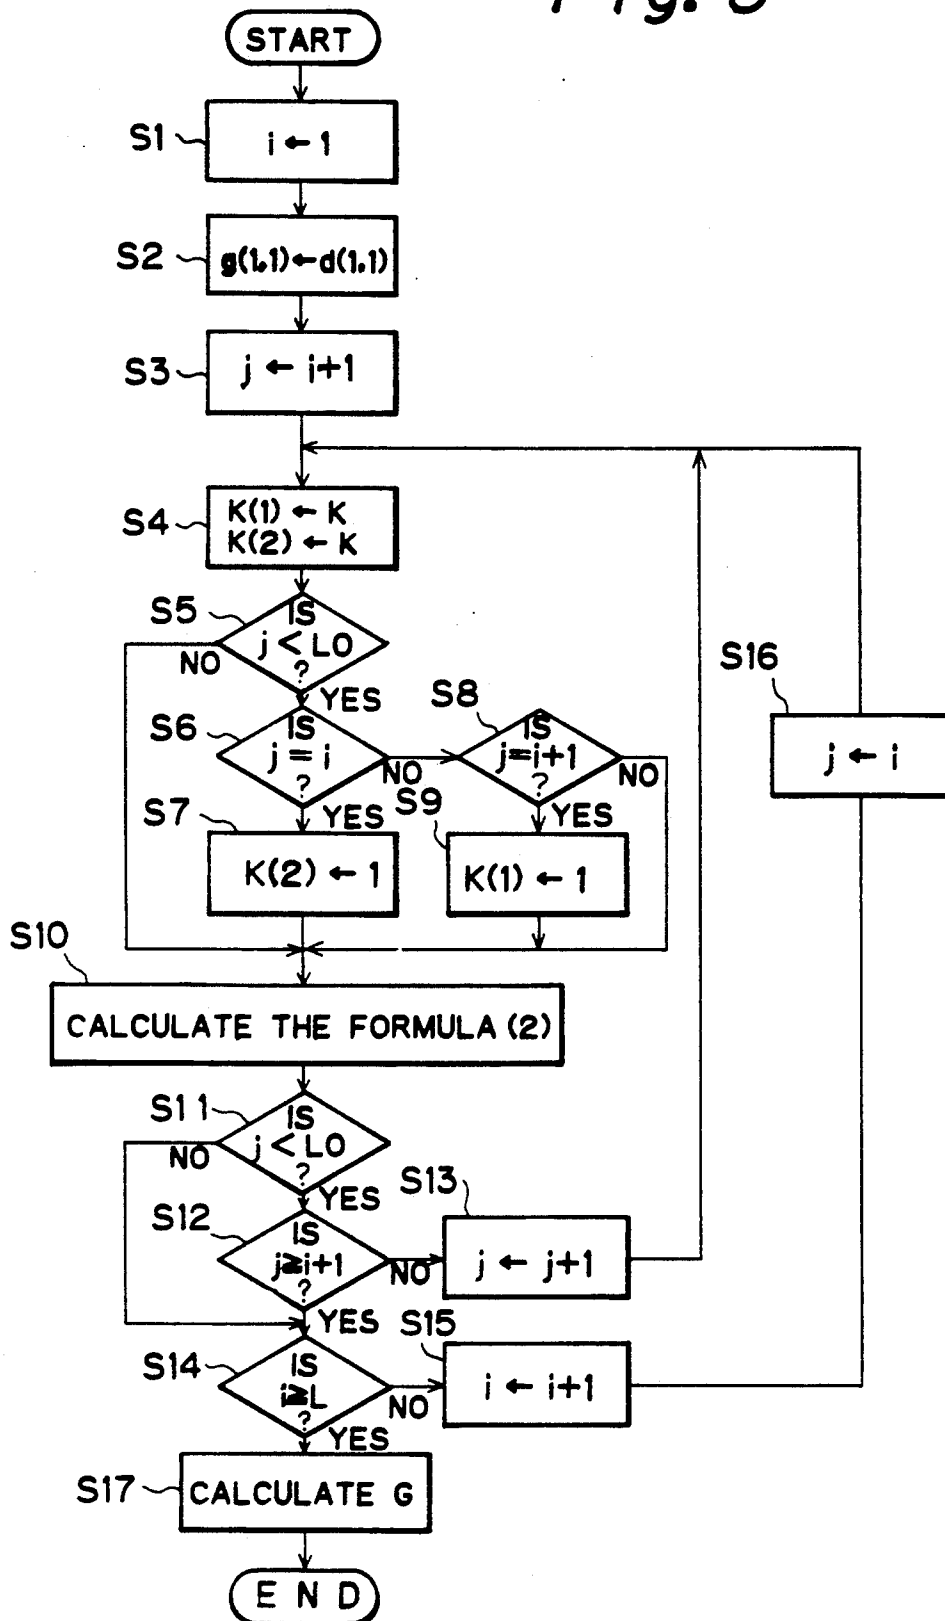 START
S1
i ← 1
S2
g(1,1)←d(1,1)
S3
j ← i+1
S4
K(1) ← K
K(2) ← K
S5
IS
j < LO
?
NO
YES
S6
IS
j = i
?
NO
YES
S8
IS
j=i+1
?
NO
YES
S7
K(2) ← 1
S9
K(1) ← 1
S16
j ← i
S10
CALCULATE THE FORMULA (2)
S11
IS
j < LO
?
NO
YES
S12
IS
j≧i+1
?
NO
YES
S13
j ← j+1
S14
IS
i≧L
?
NO
YES
S15
i ← i+1
S17
CALCULATE G
END